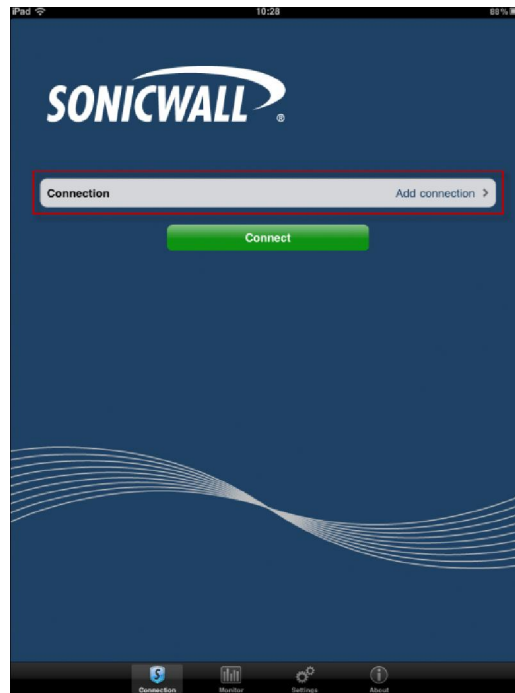 iPad 10:28 88%
SONICWALL®
Connection Add connection >
Connect
Connection Monitor Settings About